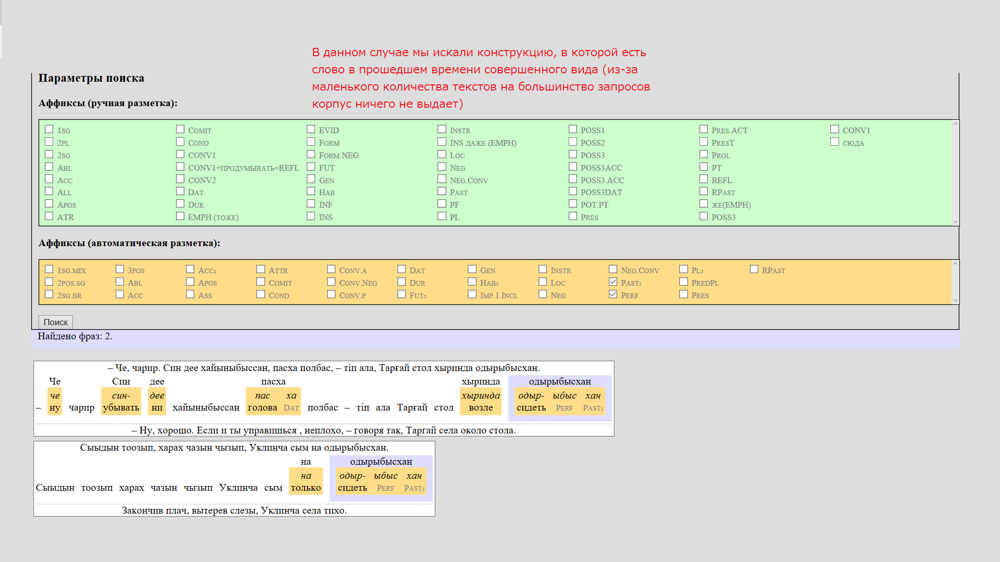 В данном случае мы искали конструкцию, в которой есть
слово в прошедшем времени совершенного вида (из-за
маленького количества текстов на большинство запросов
корпус ничего не выдает)
Параметры поиска
Аффиксы (ручная разметка):
1SG COMIT EVID INSTR POSS1 PRES.ACT CONV1
2PL COND FORM INS ДАЖЕ (EMPH) POSS2 PREST СЮДА
2SG CONV1 FORM.NEG LOC POSS3 PROL
ABL CONV1+ПРОДУМЫВАТЬ=REFL FUT NEG POSS3ACC PT
ACC CONV2 GEN NEG.CONV POSS3.ACC REFL
ALL DAT HAB PAST POSS3DAT RPAST
APOS DUR INF PF POT.PT ЖЕ(EMPH)
ATR EMPH (ТОЖЕ) INS PL PRES POSS3
Аффиксы (автоматическая разметка):
1SG.MIX 3POS ACC₂ ATTR CONV.A DAT GEN INSTR NEG.CONV PL₂ RPAST
2POS.SG ABL APOS COMIT CONV.NEG DUR HAB₂ LOC PAST₂ PREDPL
2SG.BR ACC ASS COND CONV.P FUT₂ IMP.1.INCL NEG PERF PRES
Поиск
Найдено фраз: 2.
– Че, чарир. Син дее хайыныбыссаң, пасха полбас, – тіп ала, Тарғай стол хыринда одырыбысхан.
Че Син дее пасха хыринда одырыбысхан
че син- дее пас ха хыринда одыр- ыбыс хан
– ну чарир убывать ни хайыныбыссаң голова DAT полбас – тіп ала Тарғай стол возле сидеть PERF PAST₂
– Ну, хорошо. Если и ты управишься , неплохо, – говоря так, Таргай села около стола.
Сыыдын тоозып, харах чазын чызып, Уклинча сым на одырыбысхан.
на одырыбысхан
на одыр- ыбыс хан
Сыыдын тоозып харах чазын чызып Уклинча сым только сидеть PERF PAST₂
Закончив плач, вытерев слезы, Уклинча села тихо.